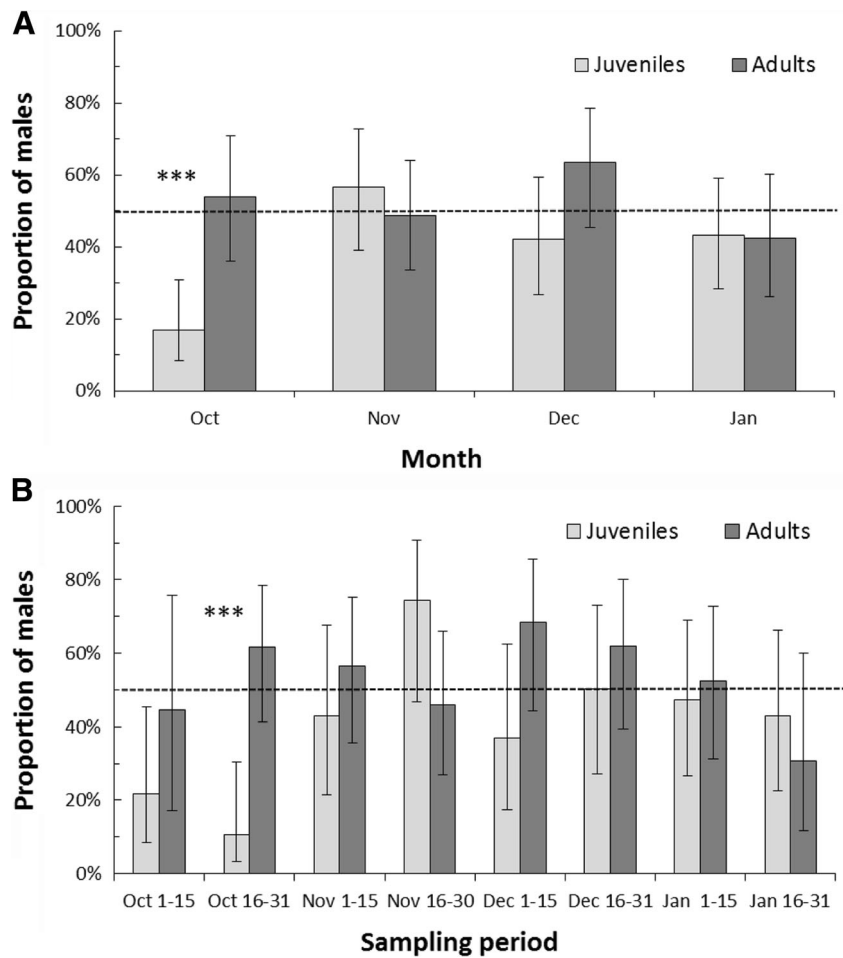 A
100%
Juveniles Adults
80%
60%
***
40%
20%
0%
Oct Nov Dec Jan
Proportion of males
Month
B
100%
Juveniles Adults
80%
***
60%
40%
20%
0%
Oct 1-15 Oct 16-31 Nov 1-15 Nov 16-30 Dec 1-15 Dec 16-31 Jan 1-15 Jan 16-31
Proportion of males
Sampling period